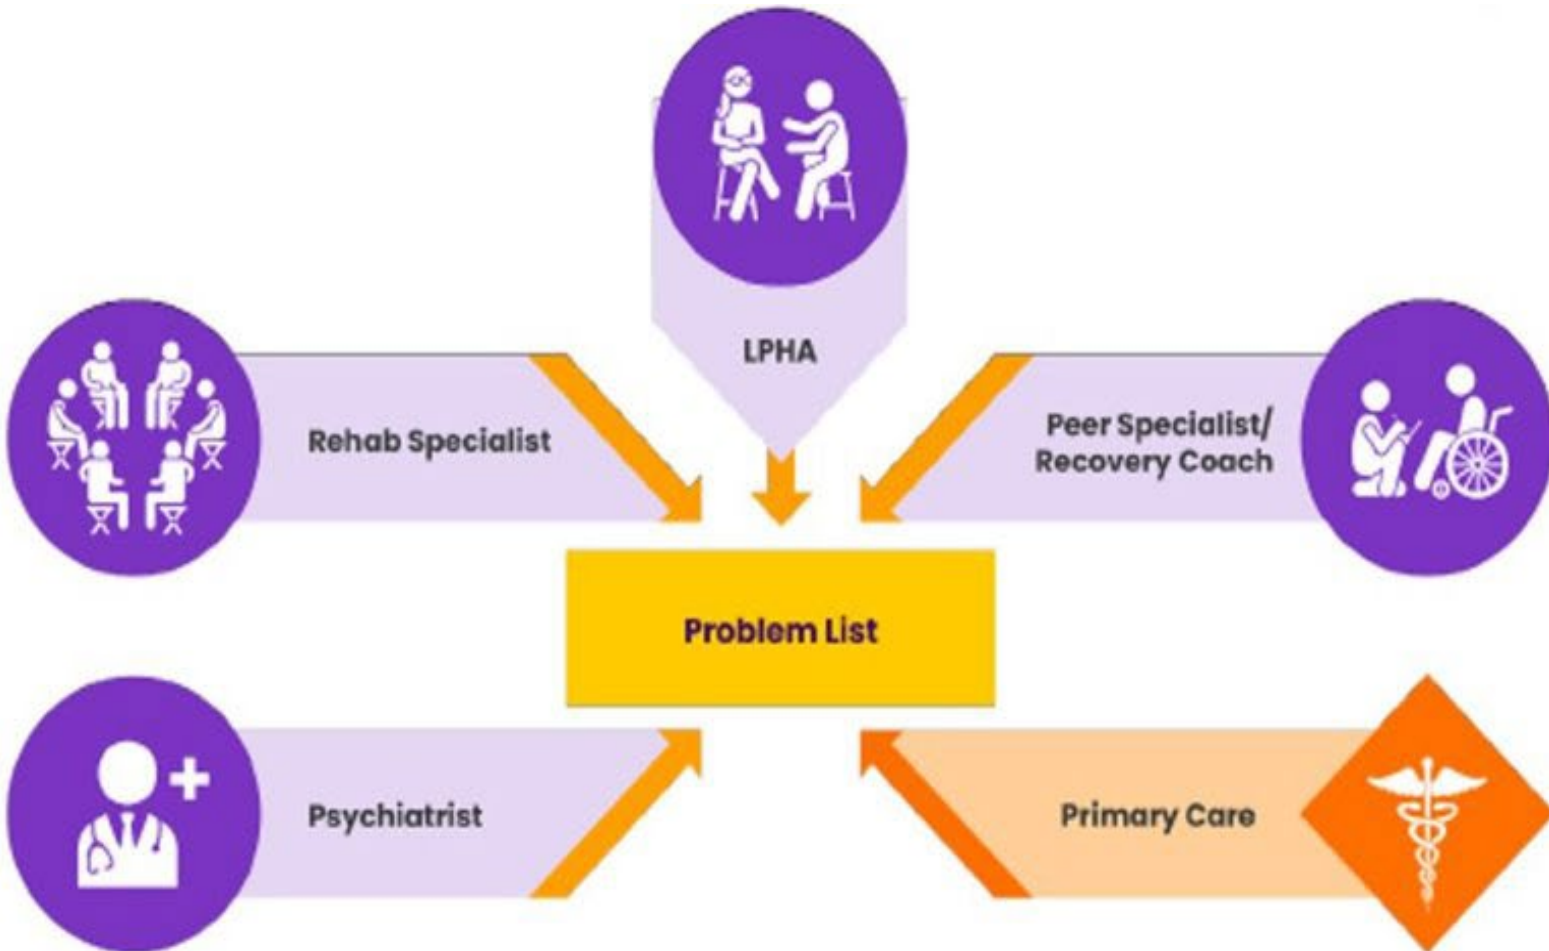 LPHA
Rehab Specialist
Peer Specialist/
Recovery Coach
Problem List
Psychiatrist
Primary Care